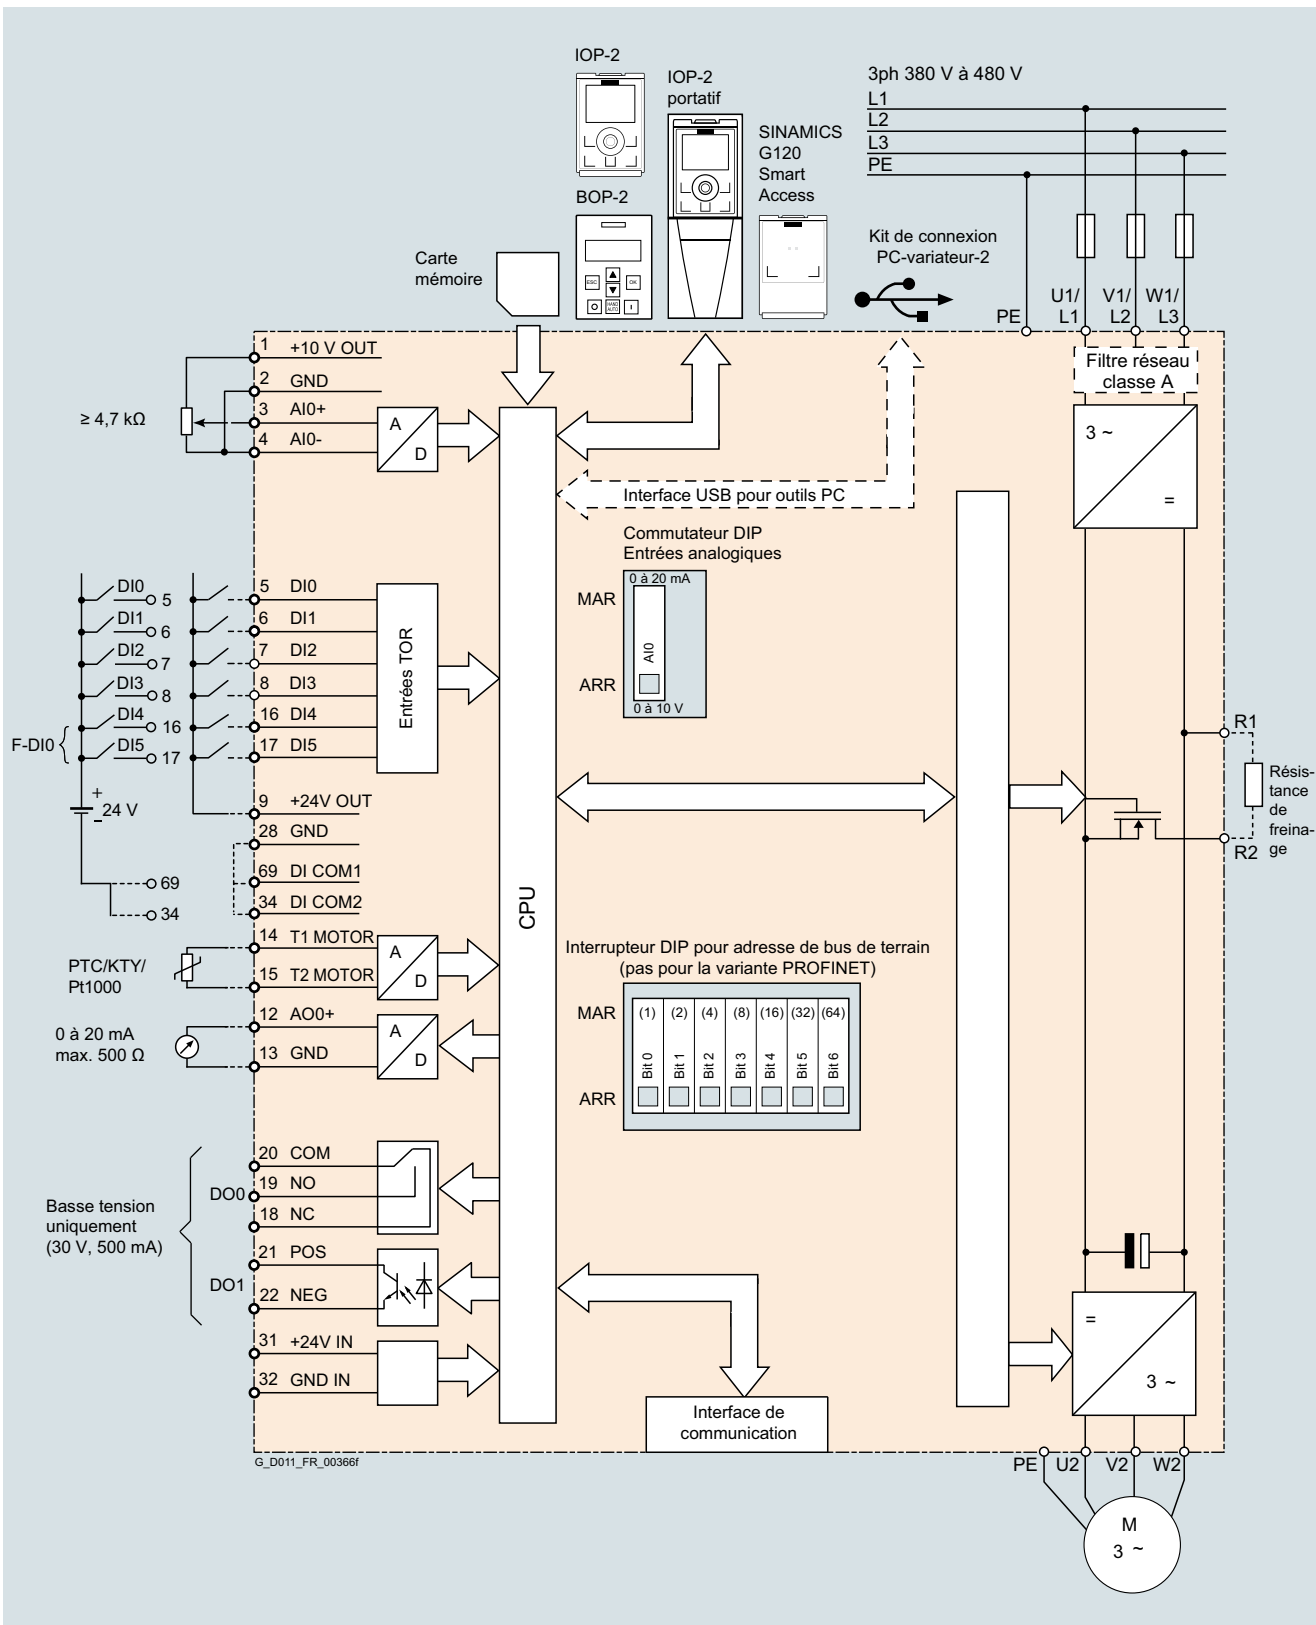 IOP-2
IOP-2
portatif
SINAMICS
G120
Smart
Access
BOP-2
ESC
OK
HAND
AUTO
Carte
mémoire
3ph 380 V à 480 V
L1
L2
L3
PE
Kit de connexion
PC-variateur-2
PE
U1/
L1
V1/
L2
W1/
L3
Filtre réseau
classe A
3 ~
=
≥ 4,7 kΩ
1 +10 V OUT
2 GND
3 AI0+
4 AI0-
A
D
Interface USB pour outils PC
Commutateur DIP
Entrées analogiques
0 à 20 mA
MAR
AI0
ARR
0 à 10 V
DI0 5
DI1 6
DI2 7
DI3 8
DI4 16
DI5 17
F-DI0
+
24 V
–
69
34
5 DI0
6 DI1
7 DI2
8 DI3
16 DI4
17 DI5
Entrées TOR
9 +24V OUT
28 GND
69 DI COM1
34 DI COM2
CPU
R1
Résis-
tance
de
freina-
ge
R2
PTC/KTY/
Pt1000
14 T1 MOTOR
15 T2 MOTOR
A
D
0 à 20 mA
max. 500 Ω
12 AO0+
13 GND
A
D
Interrupteur DIP pour adresse de bus de terrain
(pas pour la variante PROFINET)
MAR
(1) (2) (4) (8) (16) (32) (64)
Bit 0 Bit 1 Bit 2 Bit 3 Bit 4 Bit 5 Bit 6
ARR
Basse tension
uniquement
(30 V, 500 mA)
DO0
20 COM
19 NO
18 NC
DO1
21 POS
22 NEG
31 +24V IN
32 GND IN
Interface de
communication
=
3 ~
G_D011_FR_00366f
PE U2 V2 W2
M
3 ~